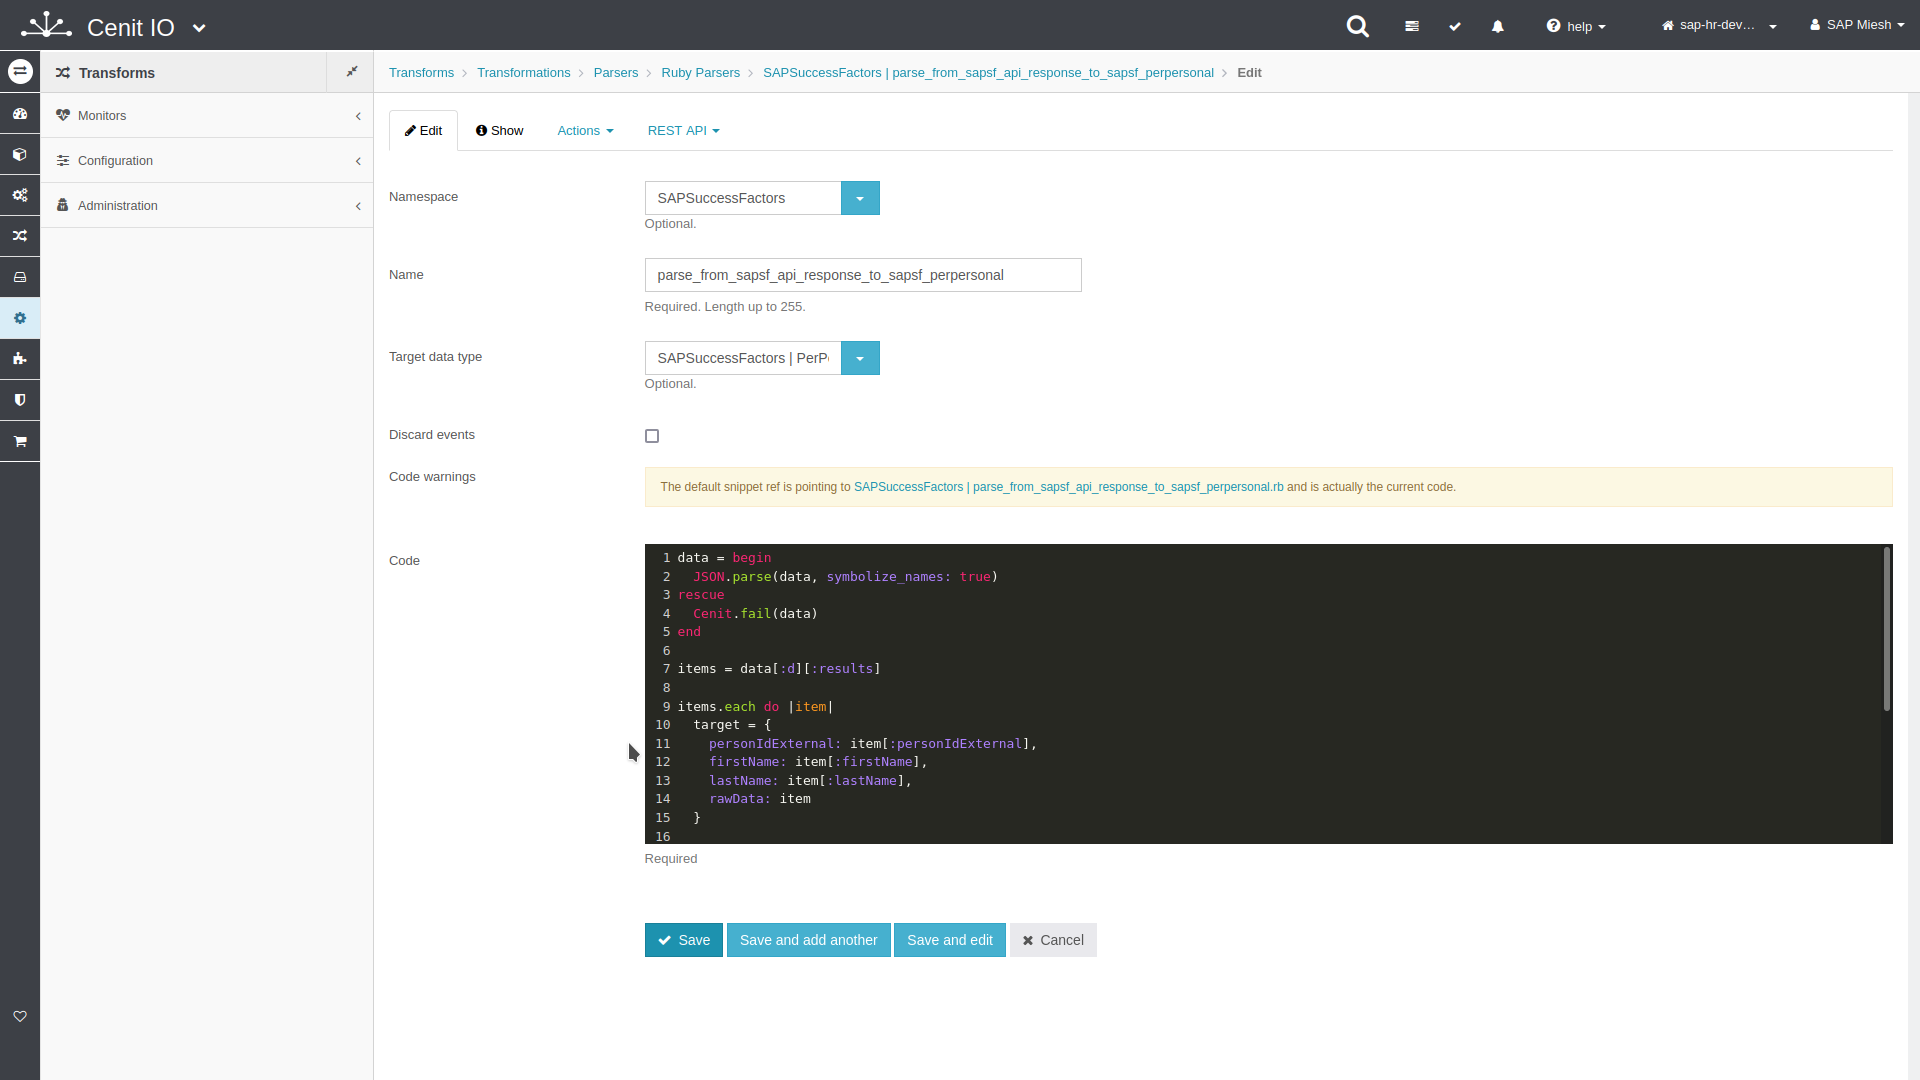 Cenit IO
help
sap-hr-dev...
SAP Miesh
Transforms
Transforms > Transformations > Parsers > Ruby Parsers > SAPSuccessFactors | parse_from_sapsf_api_response_to_sapsf_perpersonal > Edit
Monitors
Configuration
Administration
Edit
Show
Actions
REST API
Namespace
SAPSuccessFactors
Optional.
Name
parse_from_sapsf_api_response_to_sapsf_perpersonal
Required. Length up to 255.
Target data type
SAPSuccessFactors | PerP
Optional.
Discard events
Code warnings
The default snippet ref is pointing to SAPSuccessFactors | parse_from_sapsf_api_response_to_sapsf_perpersonal.rb and is actually the current code.
Code
1 data = begin
2   JSON.parse(data, symbolize_names: true)
3 rescue
4   Cenit.fail(data)
5 end
6
7 items = data[:d][:results]
8
9 items.each do |item|
10   target = {
11     personIdExternal: item[:personIdExternal],
12     firstName: item[:firstName],
13     lastName: item[:lastName],
14     rawData: item
15   }
16
Required
Save
Save and add another
Save and edit
Cancel